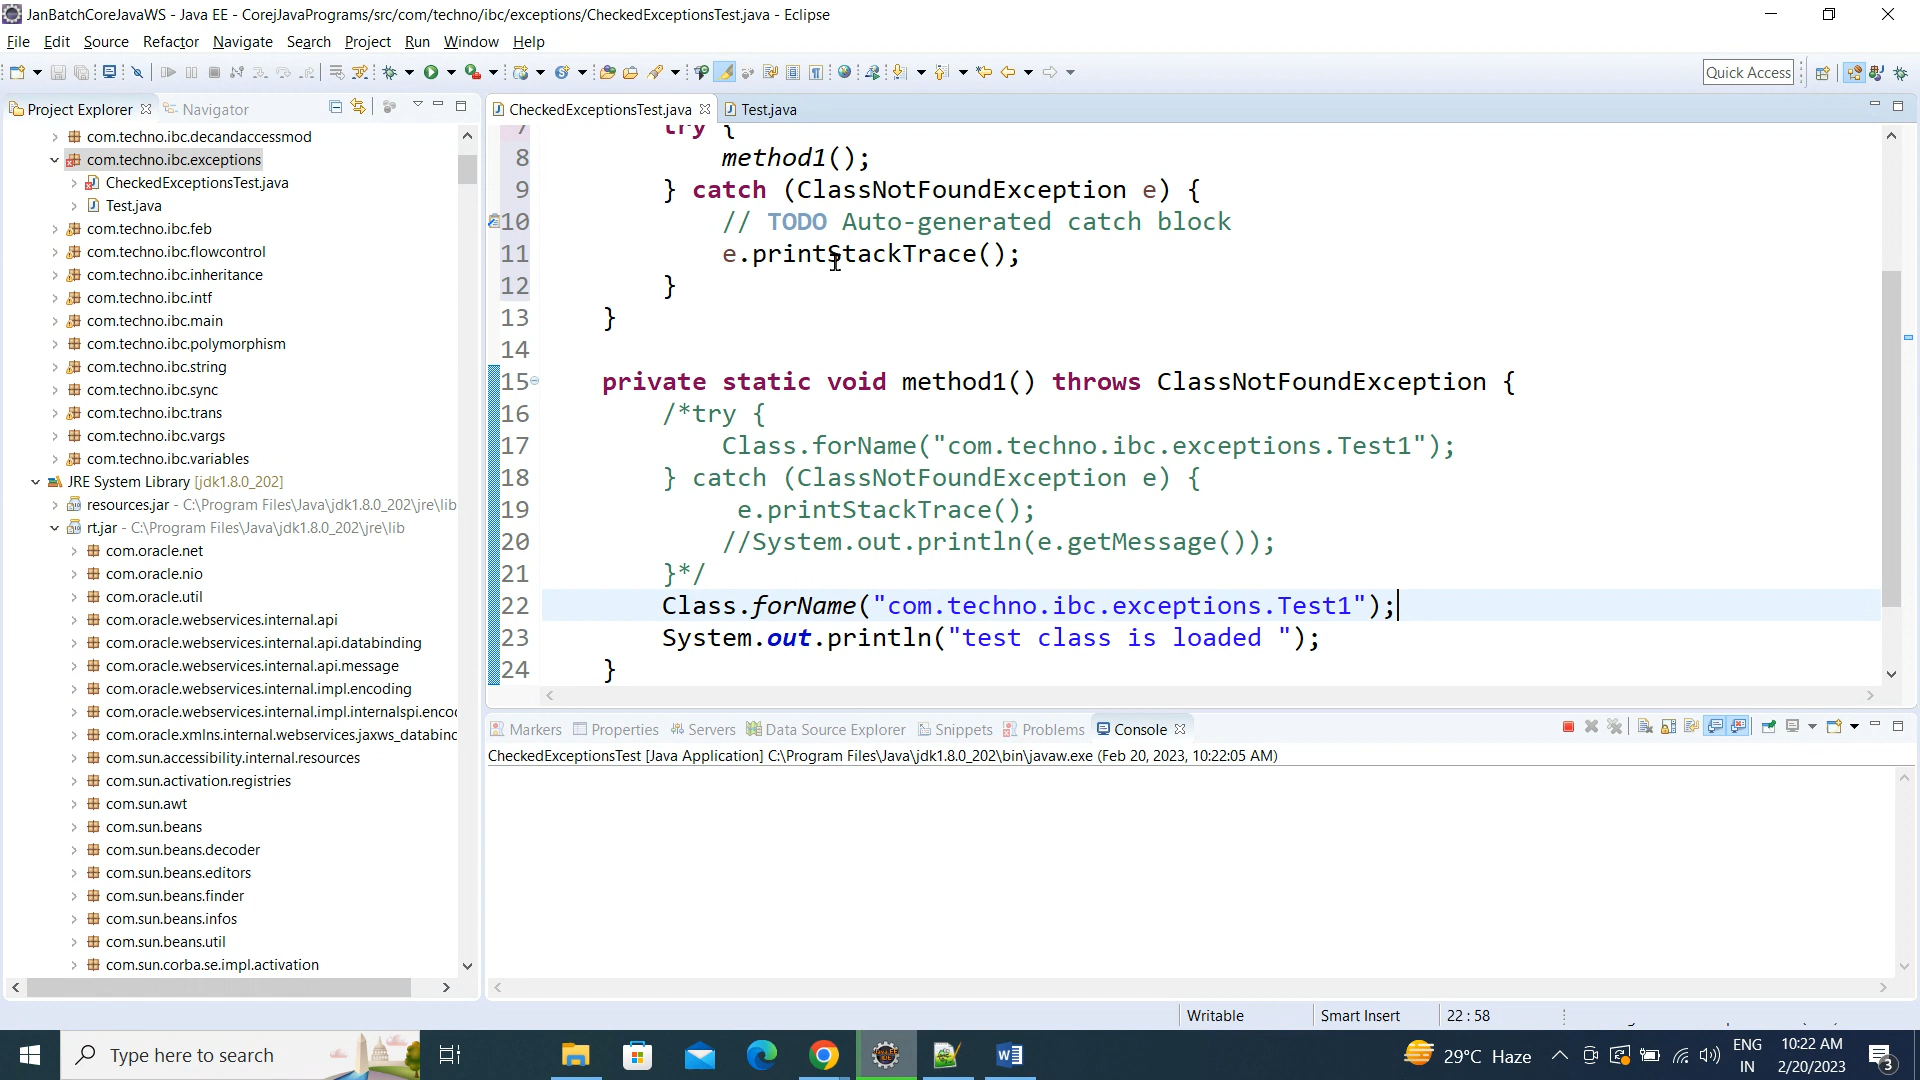 JanBatchCoreJavaWS - Java EE - CorejJavaPrograms/src/com/techno/ibc/exceptions/CheckedExceptionsTest.java - Eclipse
File Edit Source Refactor Navigate Search Project Run Window Help
Quick Access
Project Explorer Navigator
com.techno.ibc.decandaccessmod
com.techno.ibc.exceptions
CheckedExceptionsTest.java
Test.java
com.techno.ibc.feb
com.techno.ibc.flowcontrol
com.techno.ibc.inheritance
com.techno.ibc.intf
com.techno.ibc.main
com.techno.ibc.polymorphism
com.techno.ibc.string
com.techno.ibc.sync
com.techno.ibc.trans
com.techno.ibc.vargs
com.techno.ibc.variables
JRE System Library [jdk1.8.0_202]
resources.jar - C:\Program Files\Java\jdk1.8.0_202\jre\lib
rt.jar - C:\Program Files\Java\jdk1.8.0_202\jre\lib
com.oracle.net
com.oracle.nio
com.oracle.util
com.oracle.webservices.internal.api
com.oracle.webservices.internal.api.databinding
com.oracle.webservices.internal.api.message
com.oracle.webservices.internal.impl.encoding
com.oracle.webservices.internal.impl.internalspi.enco
com.oracle.xmlns.internal.webservices.jaxws_databinc
com.sun.accessibility.internal.resources
com.sun.activation.registries
com.sun.awt
com.sun.beans
com.sun.beans.decoder
com.sun.beans.editors
com.sun.beans.finder
com.sun.beans.infos
com.sun.beans.util
com.sun.corba.se.impl.activation
CheckedExceptionsTest.java Test.java
7 try {
8 method1();
9 } catch (ClassNotFoundException e) {
10 // TODO Auto-generated catch block
11 e.printStackTrace();
12 }
13 }
14
15 private static void method1() throws ClassNotFoundException {
16 /*try {
17 Class.forName("com.techno.ibc.exceptions.Test1");
18 } catch (ClassNotFoundException e) {
19 e.printStackTrace();
20 //System.out.println(e.getMessage());
21 }*/
22 Class.forName("com.techno.ibc.exceptions.Test1");
23 System.out.println("test class is loaded ");
24 }
Markers Properties Servers Data Source Explorer Snippets Problems Console
CheckedExceptionsTest [Java Application] C:\Program Files\Java\jdk1.8.0_202\bin\javaw.exe (Feb 20, 2023, 10:22:05 AM)
Writable Smart Insert 22 : 58
Type here to search
29°C Haze
ENG
IN
10:22 AM
2/20/2023
3